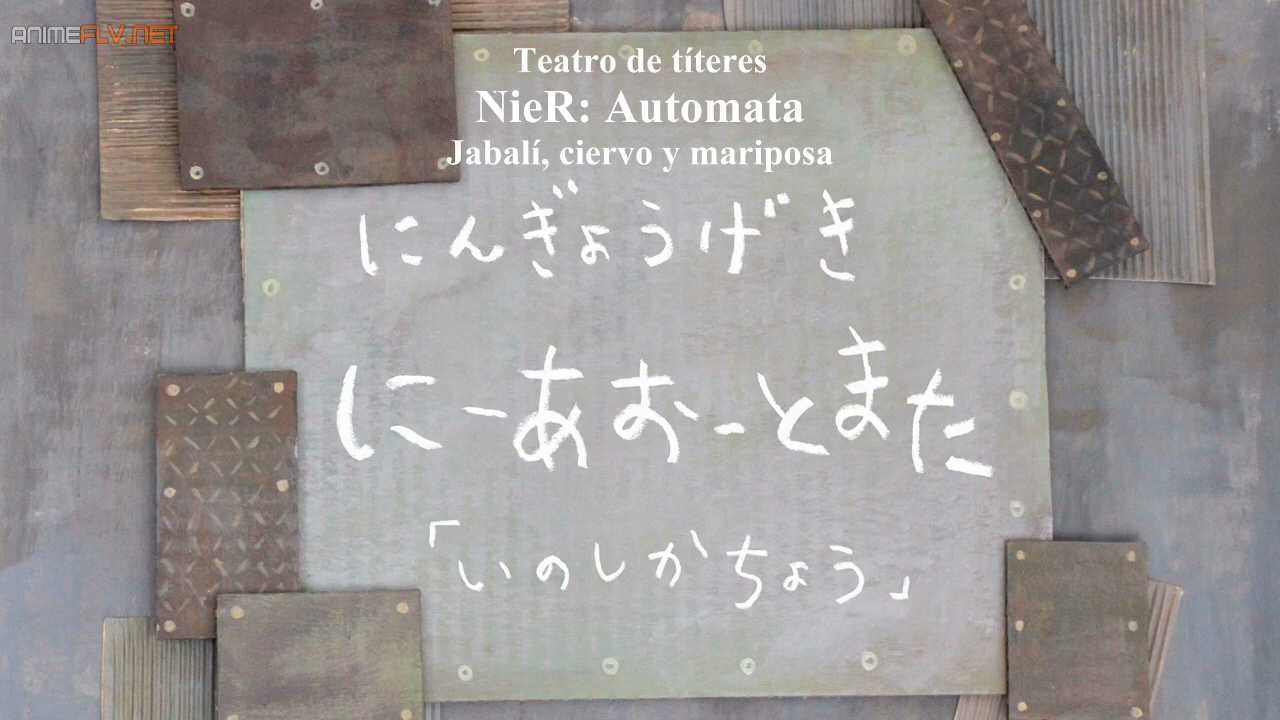 ANIMEFLV.NET
Teatro de títeres
NieR: Automata
Jabalí, ciervo y mariposa
にんぎょうげき
にーあおーとまた
「いのしかちょう」